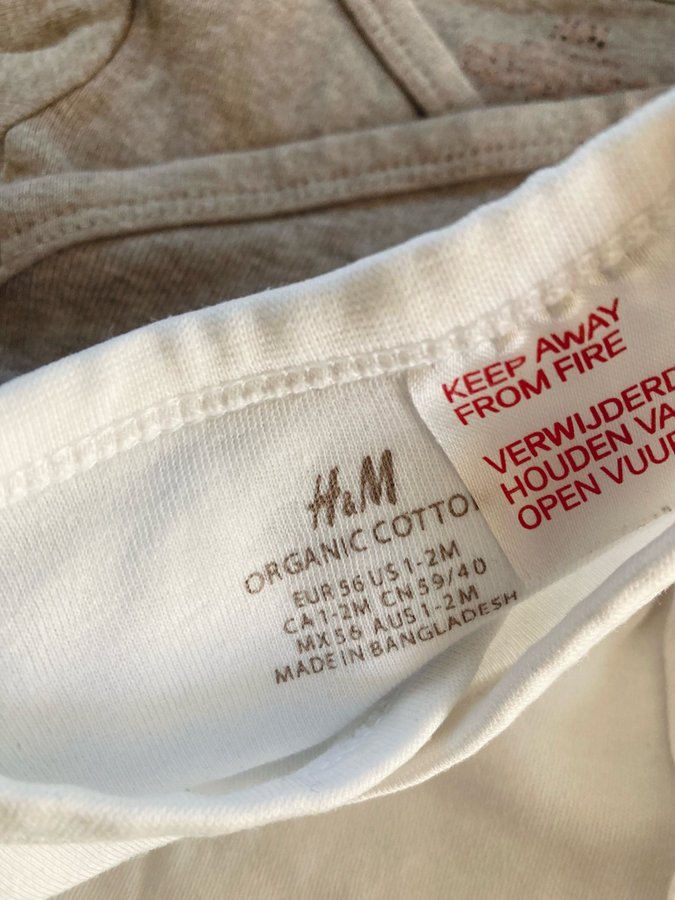 H&M
ORGANIC COTTO
EUR 56 US 1-2M
CA 1-2M CN 59/40
MX 56 AUS 1-2M
MADE IN BANGLADESH
KEEP AWAY
FROM FIRE
VERWIJDERD
HOUDEN VA
OPEN VUUR